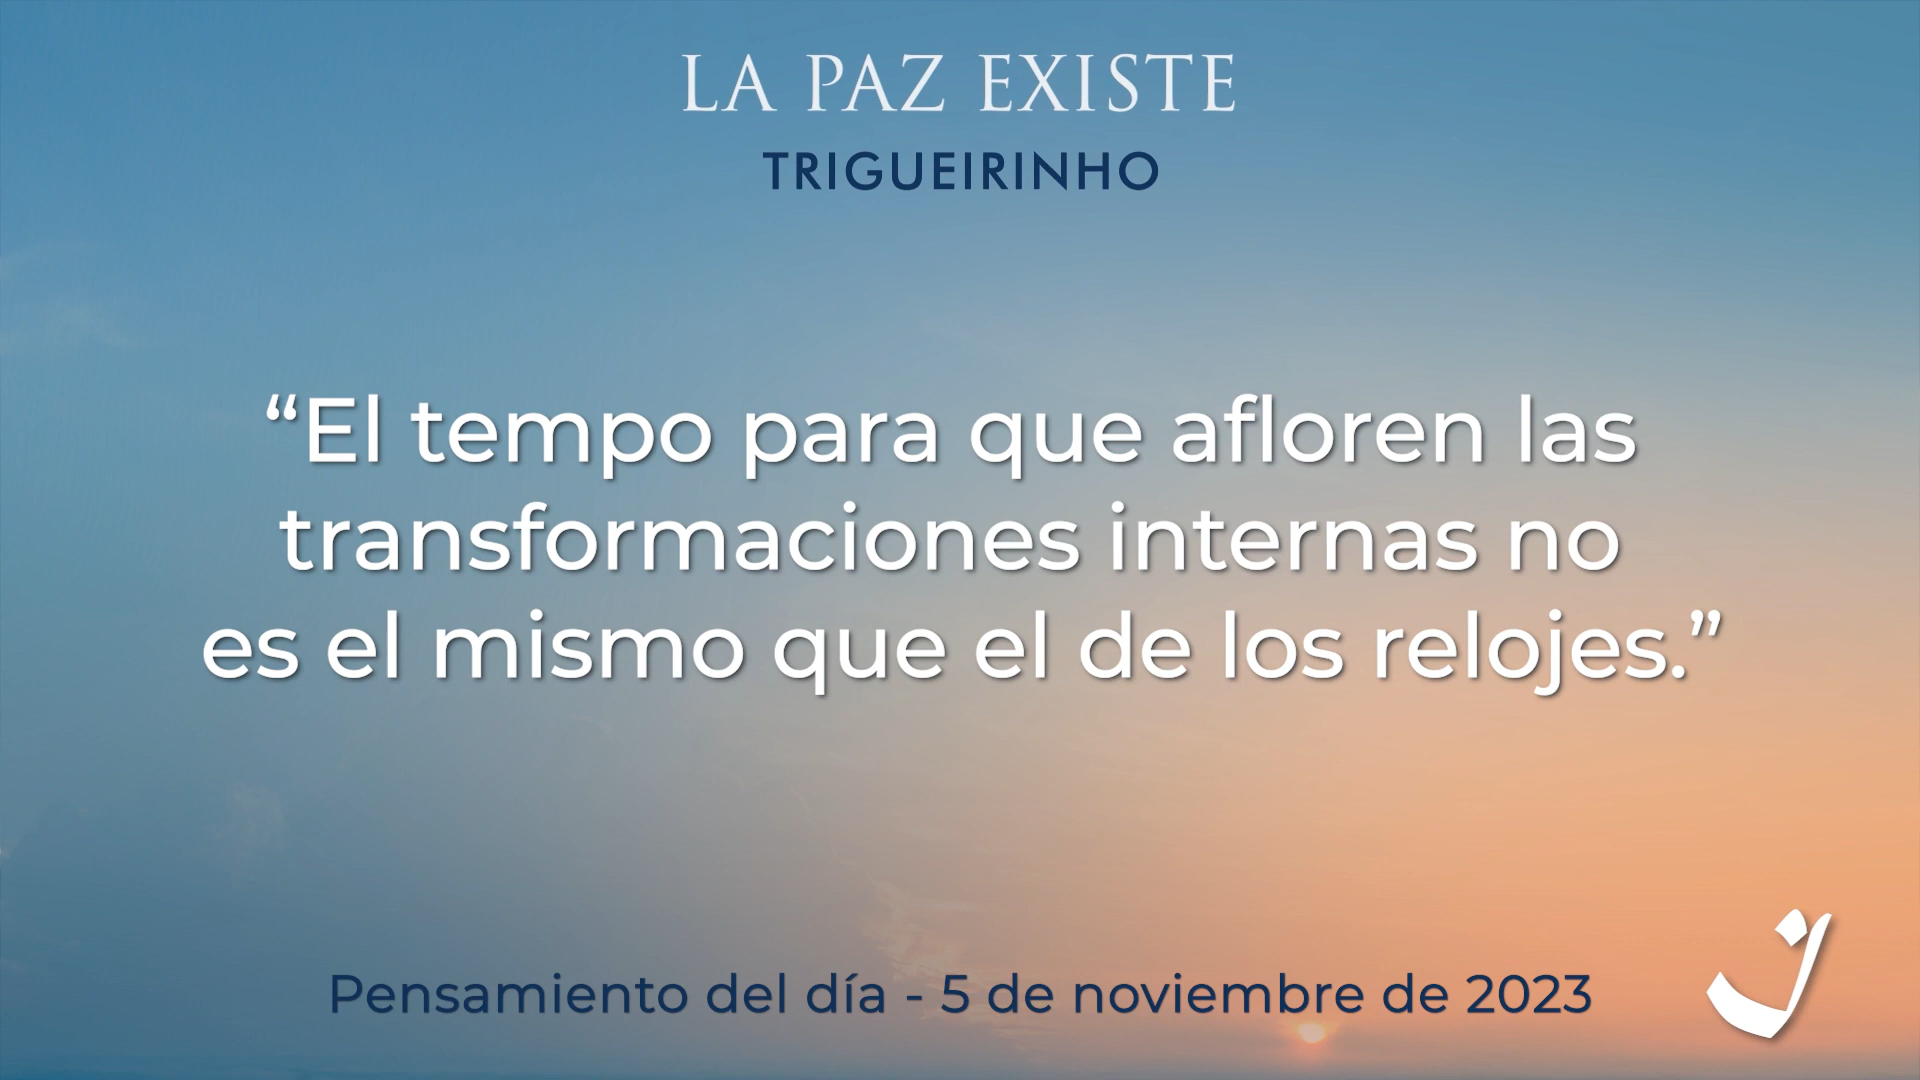 LA PAZ EXISTE
TRIGUEIRINHO
“El tempo para que afloren las
transformaciones internas no
es el mismo que el de los relojes.”
Pensamiento del día - 5 de noviembre de 2023